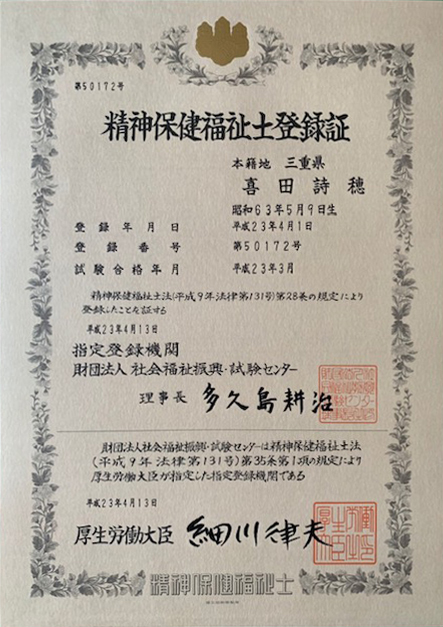 第50172号
精神保健福祉士登録証
本籍地 三重県
喜田詩穂
昭和63年5月9日生
登録年月日 平成23年4月1日
登録番号 第50172号
試験合格年月 平成23年3月
精神保健福祉士法(平成9年法律第131号)第28条の規定により
登録したことを証する
平成23年4月13日
指定登録機関
財団法人 社会福祉振興・試験センター
理事長 多久島耕治
財団法人社会福祉振興・試験センターは精神保健福祉士法
(平成9年法律第131号)第35条第1項の規定により
厚生労働大臣が指定した指定登録機関である
平成23年4月13日
厚生労働大臣 細川律夫
精神保健福祉士